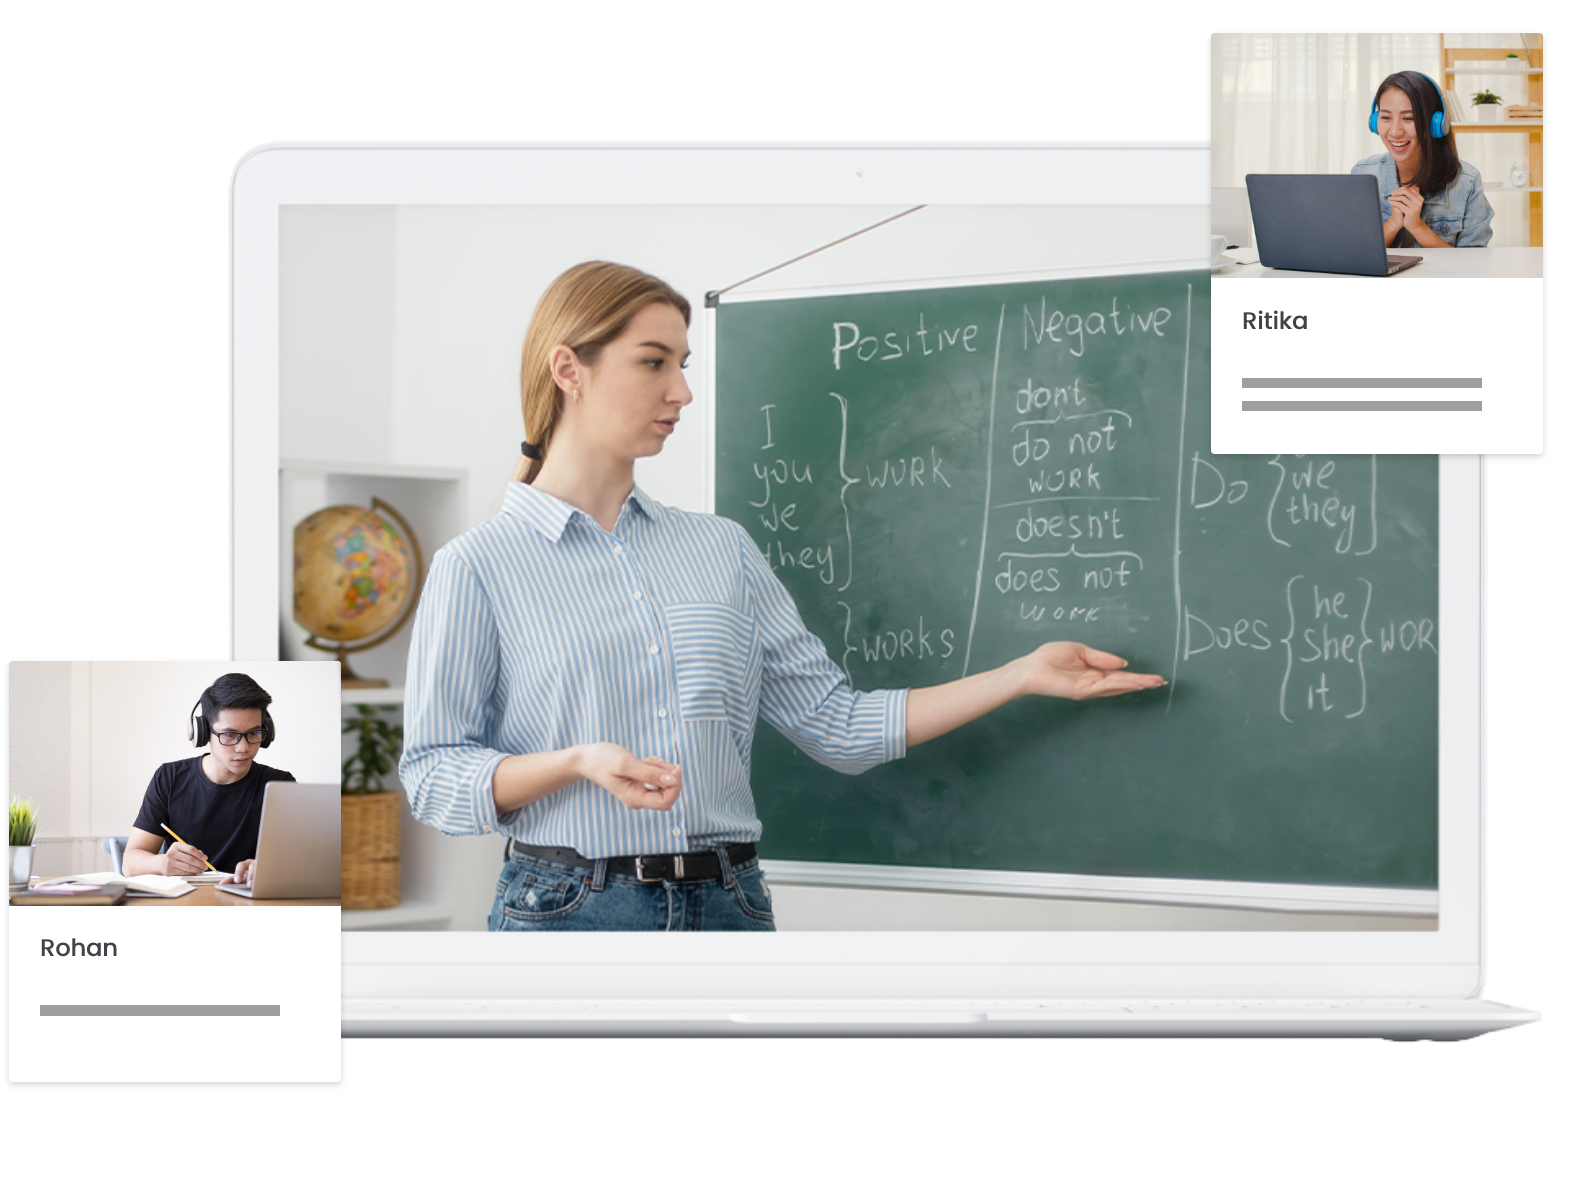 Ritika
Positive
Negative
I
you
we
they
WORK
WORKS
don't
do not
WORK
doesn't
does not
WORK
Do
we
they
Does
he
She
it
WOR
Rohan